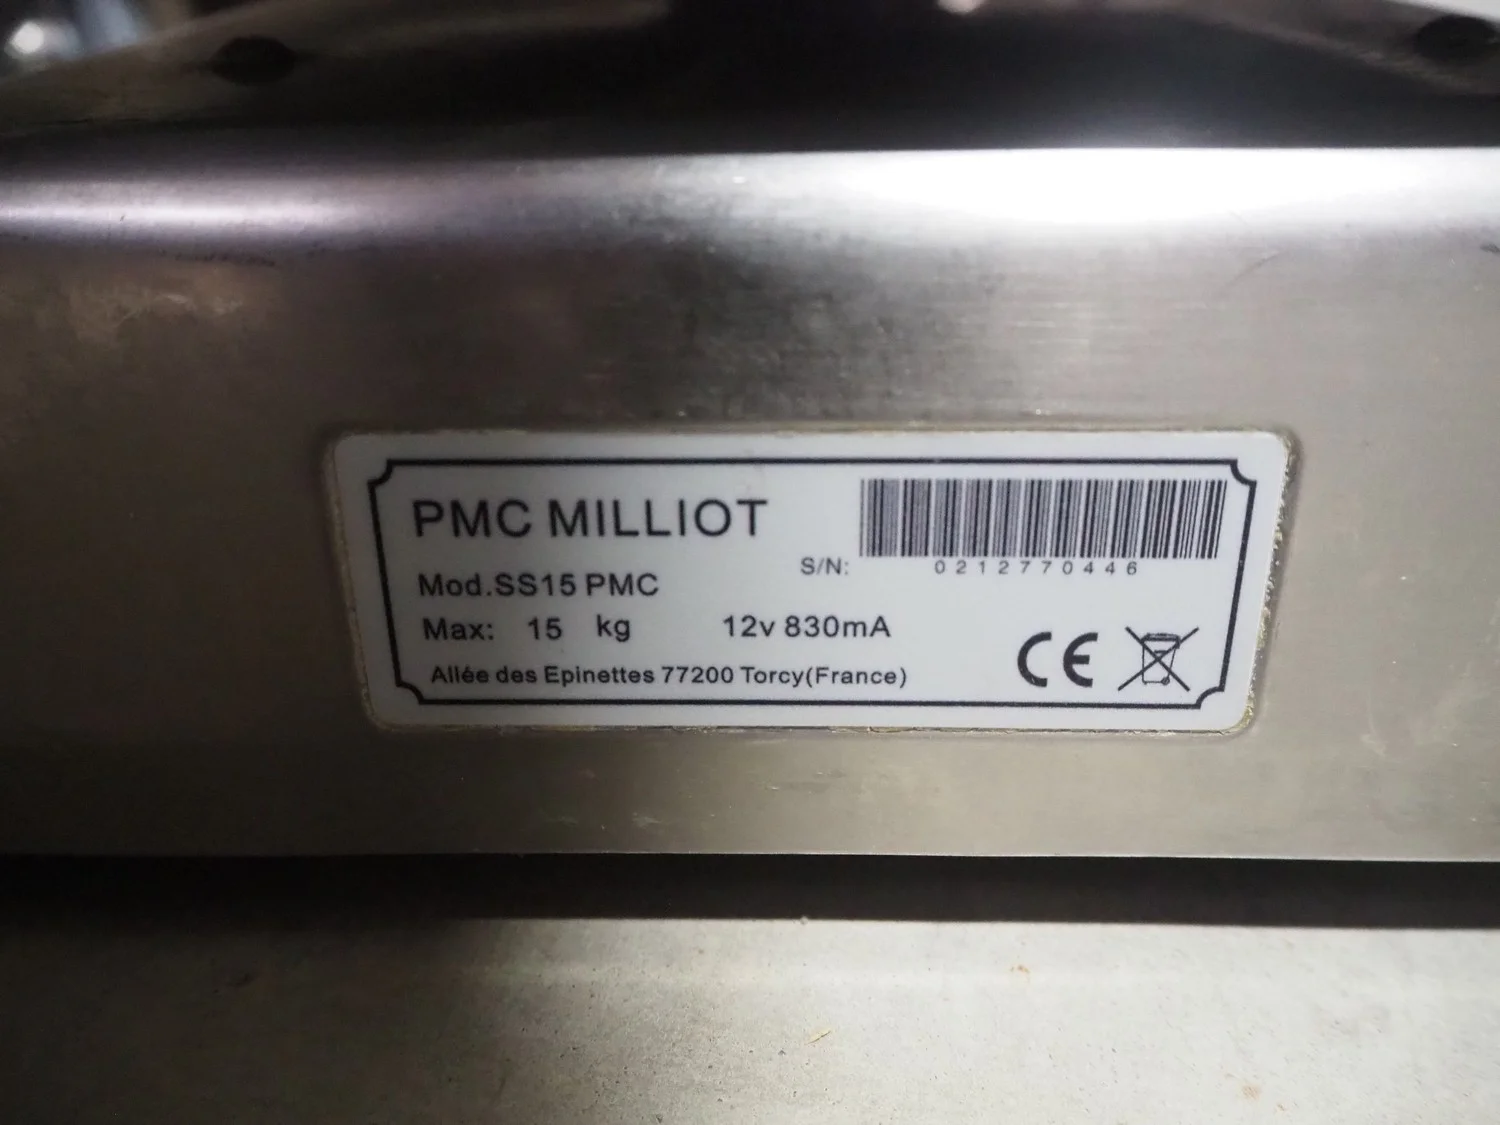 PMC MILLIOT
S/N: 0212770446
Mod.SS15 PMC
Max: 15 kg 12v 830mA
Allée des Epinettes 77200 Torcy(France)
CE